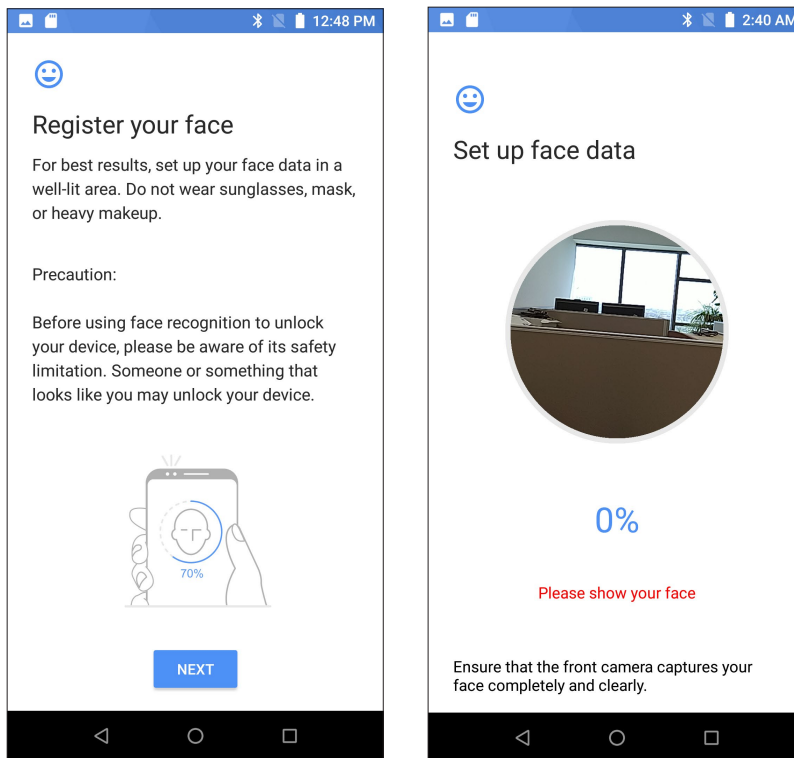 12:48 PM
Register your face
For best results, set up your face data in a
well-lit area. Do not wear sunglasses, mask,
or heavy makeup.
Precaution:
Before using face recognition to unlock
your device, please be aware of its safety
limitation. Someone or something that
looks like you may unlock your device.
70%
NEXT
2:40 AM
Set up face data
0%
Please show your face
Ensure that the front camera captures your
face completely and clearly.